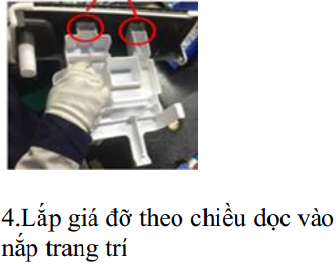 4.Lắp giá đỡ theo chiều dọc vào
nắp trang trí